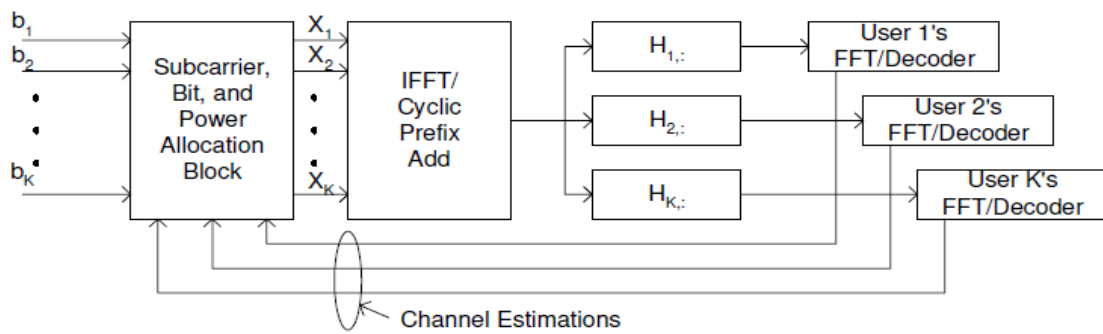 b1
b2
bK
Subcarrier,
Bit, and
Power
Allocation
Block
X1
X2
XK
IFFT/
Cyclic
Prefix
Add
H1,:
H2,:
HK,:
User 1's
FFT/Decoder
User 2's
FFT/Decoder
User K's
FFT/Decoder
Channel Estimations